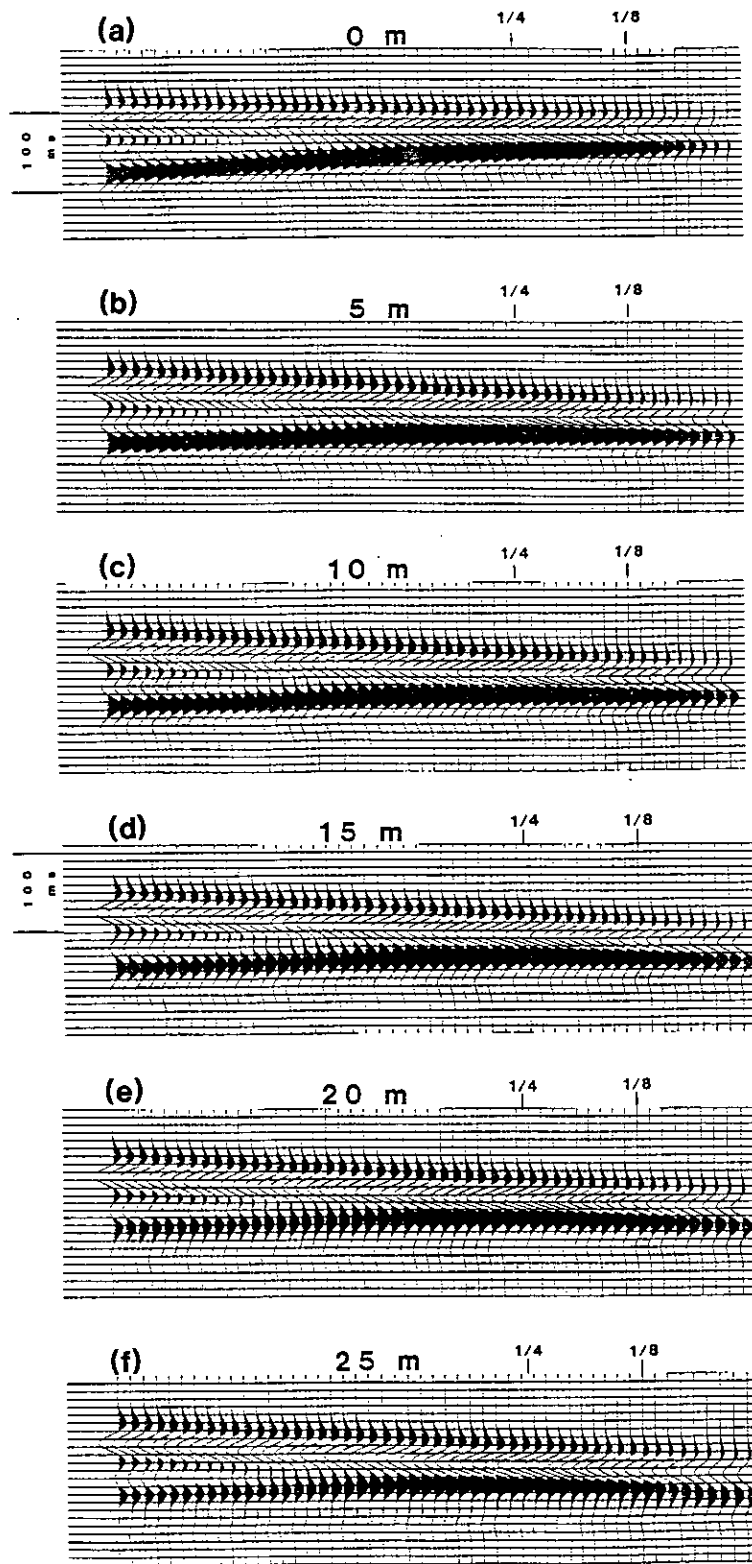 (a) 0 m 1/4 1/8
100 ms
(b) 5 m 1/4 1/8
(c) 10 m 1/4 1/8
(d) 15 m 1/4 1/8
100 ms
(e) 20 m 1/4 1/8
(f) 25 m 1/4 1/8